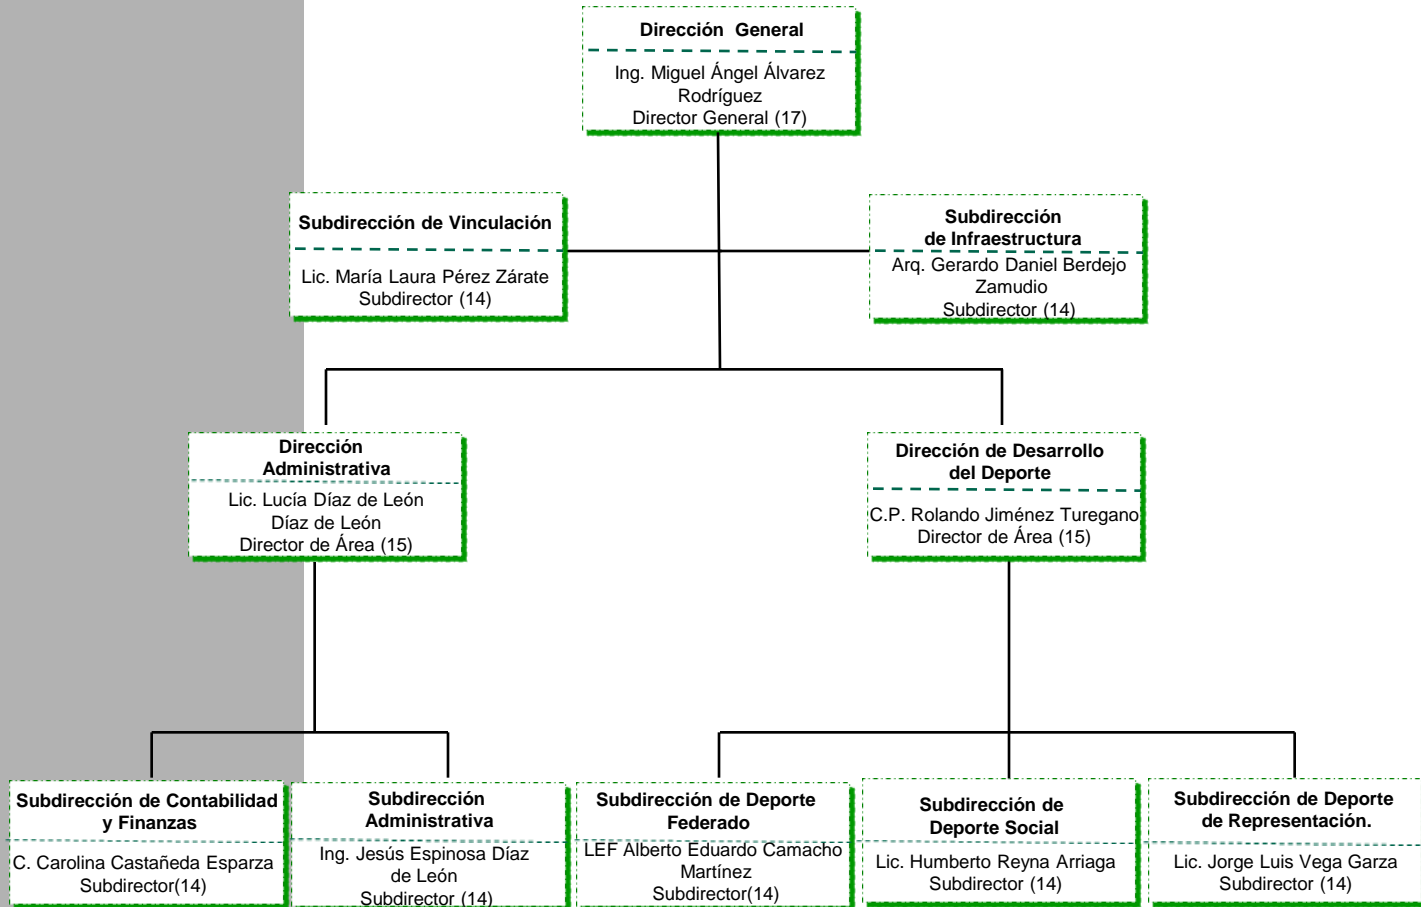 Dirección General
Ing. Miguel Ángel Álvarez
Rodríguez
Director General (17)
Subdirección de Vinculación
Lic. María Laura Pérez Zárate
Subdirector (14)
Subdirección
de Infraestructura
Arq. Gerardo Daniel Berdejo
Zamudio
Subdirector (14)
Dirección
Administrativa
Lic. Lucía Díaz de León
Díaz de León
Director de Área (15)
Dirección de Desarrollo
del Deporte
C.P. Rolando Jiménez Turegano
Director de Área (15)
Subdirección de Contabilidad
y Finanzas
C. Carolina Castañeda Esparza
Subdirector(14)
Subdirección
Administrativa
Ing. Jesús Espinosa Díaz
de León
Subdirector (14)
Subdirección de Deporte
Federado
LEF Alberto Eduardo Camacho
Martínez
Subdirector(14)
Subdirección de
Deporte Social
Lic. Humberto Reyna Arriaga
Subdirector (14)
Subdirección de Deporte
de Representación.
Lic. Jorge Luis Vega Garza
Subdirector (14)